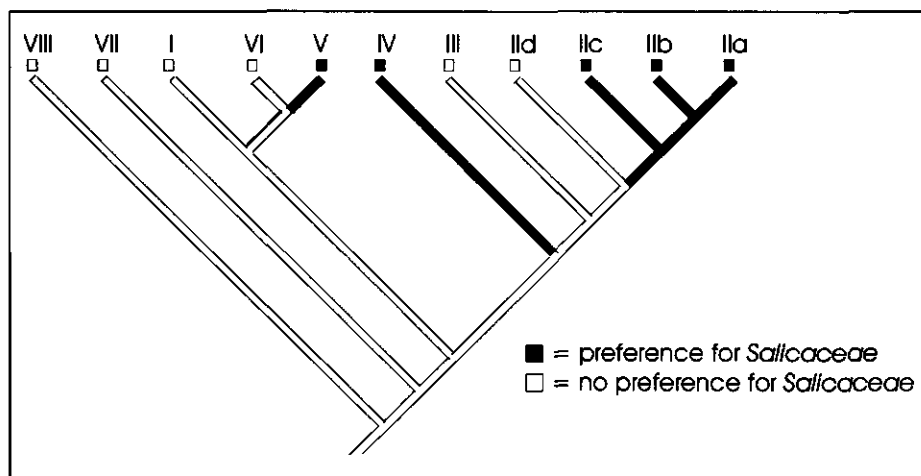 VIII VII I VI V IV III IId IIc IIb IIa
■ = preference for Salicaceae
□ = no preference for Salicaceae